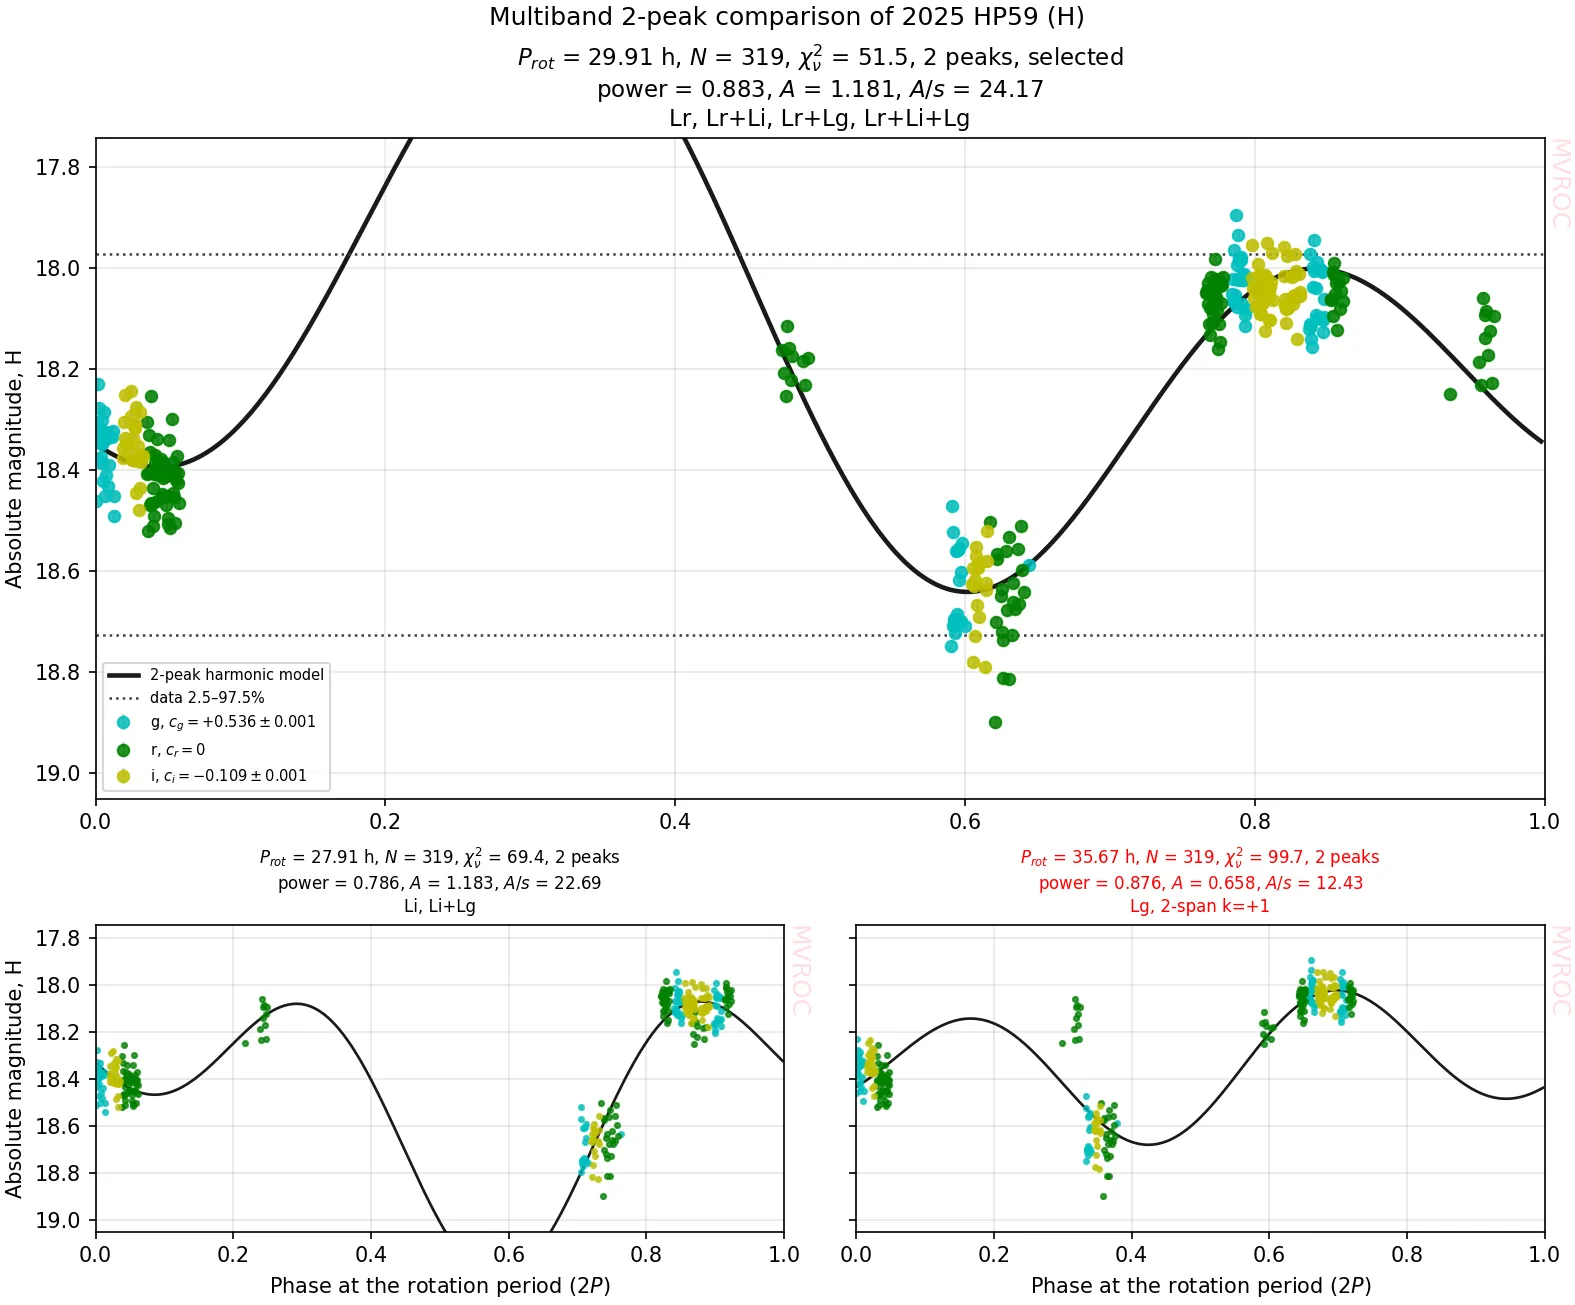 Multiband 2-peak comparison of 2025 HP59 (H)
P_rot = 29.91 h, N = 319, χ²_ν = 51.5, 2 peaks, selected
power = 0.883, A = 1.181, A/s = 24.17
Lr, Lr+Li, Lr+Lg, Lr+Li+Lg
MVROC
Absolute magnitude, H
17.8
18.0
18.2
18.4
18.6
18.8
19.0
2-peak harmonic model
data 2.5–97.5%
g, c_g = +0.536 ± 0.001
r, c_r = 0
i, c_i = −0.109 ± 0.001
0.0 0.2 0.4 0.6 0.8 1.0
P_rot = 27.91 h, N = 319, χ²_ν = 69.4, 2 peaks
power = 0.786, A = 1.183, A/s = 22.69
Li, Li+Lg
MVROC
Absolute magnitude, H
17.8
18.0
18.2
18.4
18.6
18.8
19.0
0.0 0.2 0.4 0.6 0.8 1.0
Phase at the rotation period (2P)
P_rot = 35.67 h, N = 319, χ²_ν = 99.7, 2 peaks
power = 0.876, A = 0.658, A/s = 12.43
Lg, 2-span k=+1
MVROC
0.0 0.2 0.4 0.6 0.8 1.0
Phase at the rotation period (2P)